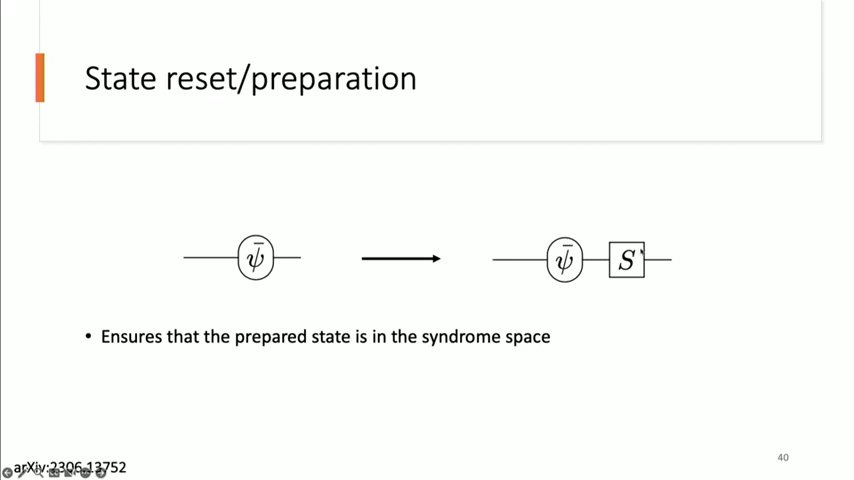 State reset/preparation
ψ̄ ψ̄ S
• Ensures that the prepared state is in the syndrome space
40
arXiv:2306.13752